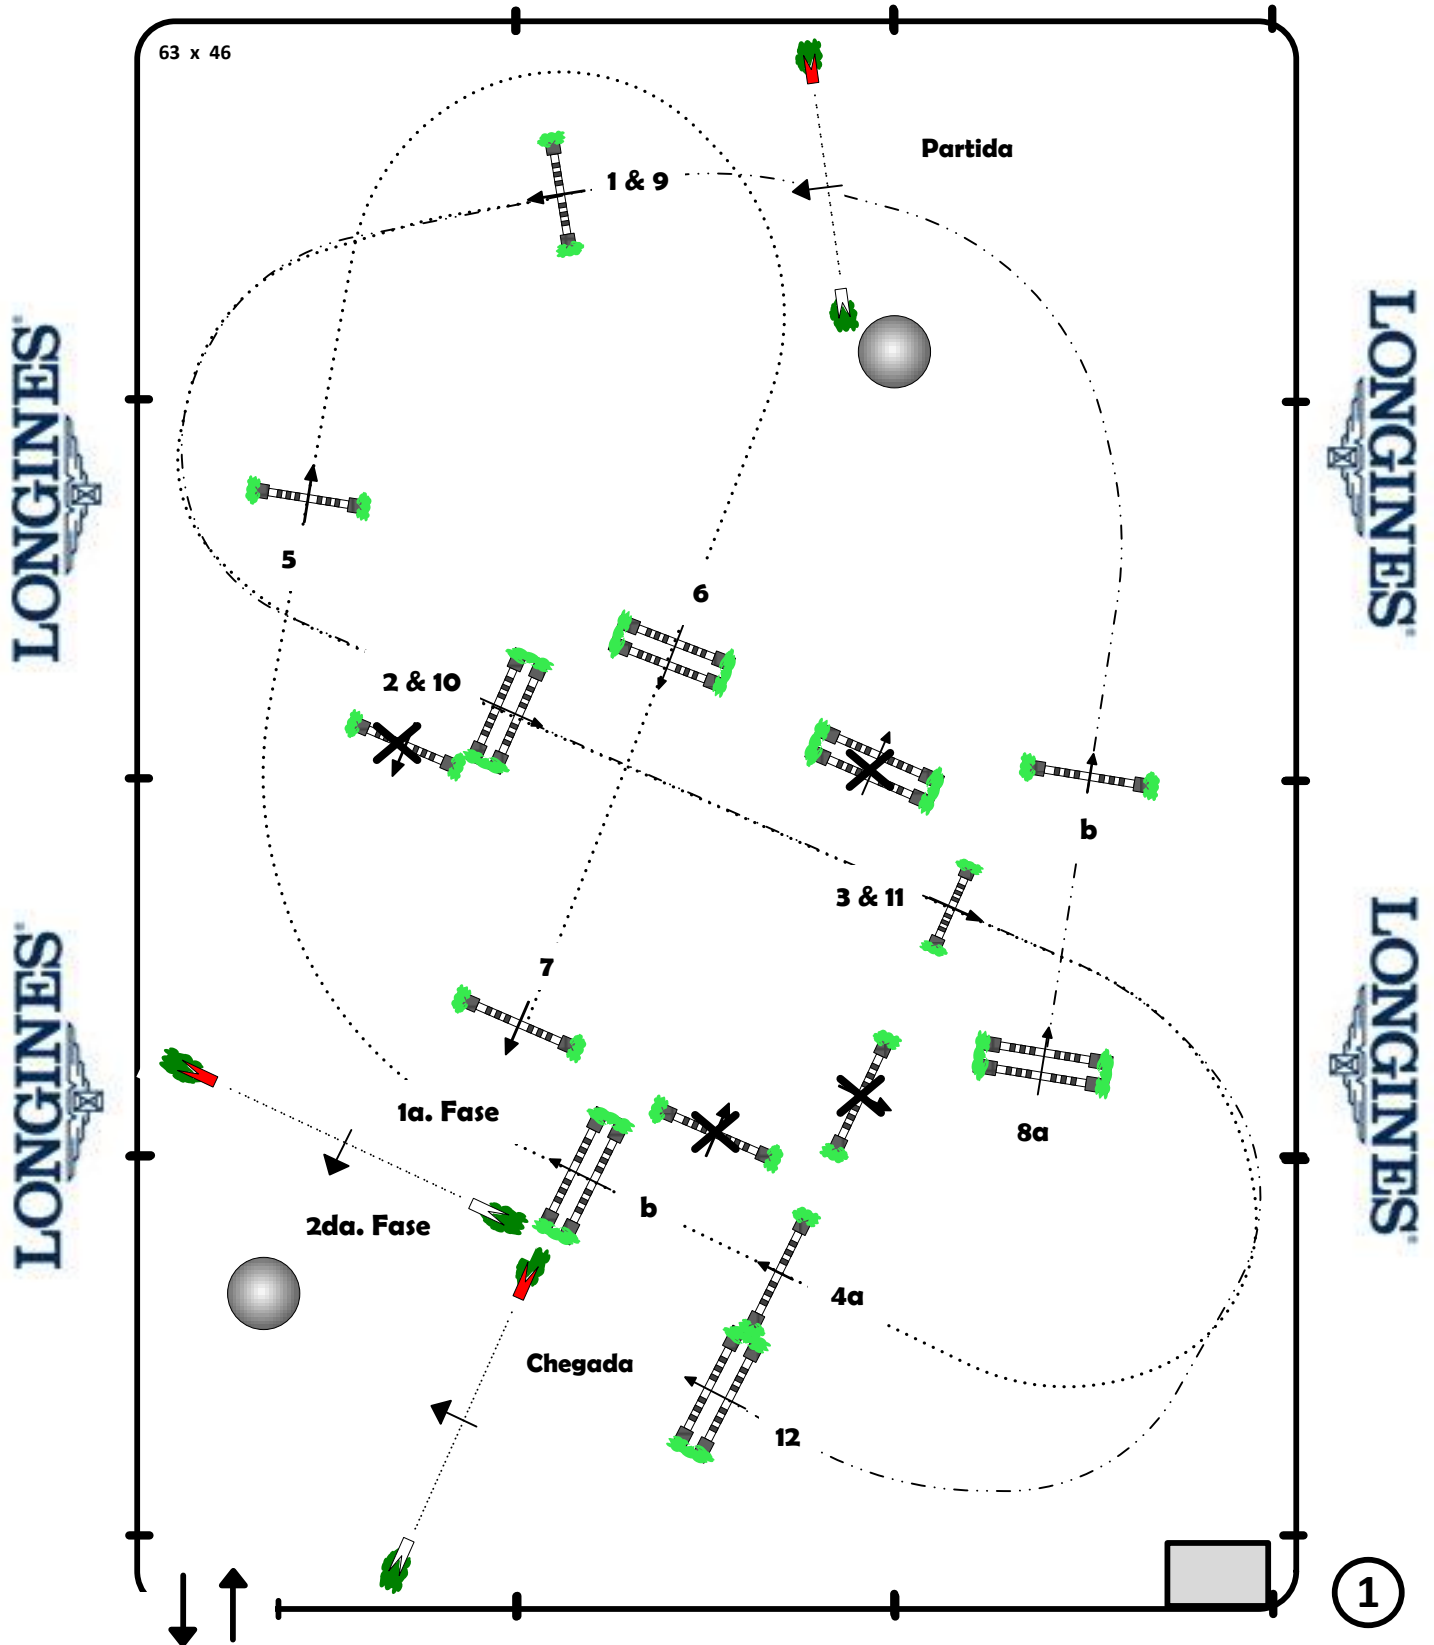 63 x 46
Partida
1 & 9
LONGINES
LONGINES
5
6
2 & 10
b
3 & 11
7
LONGINES
LONGINES
1a. Fase
8a
b
2da. Fase
4a
Chegada
12
1